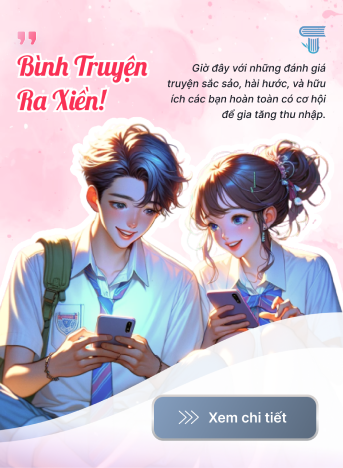 Bình Truyện
Ra Xiền!
Giờ đây với những đánh giá
truyện sắc sảo, hài hước, và hữu
ích các bạn hoàn toàn có cơ hội
để gia tăng thu nhập.
Xem chi tiết